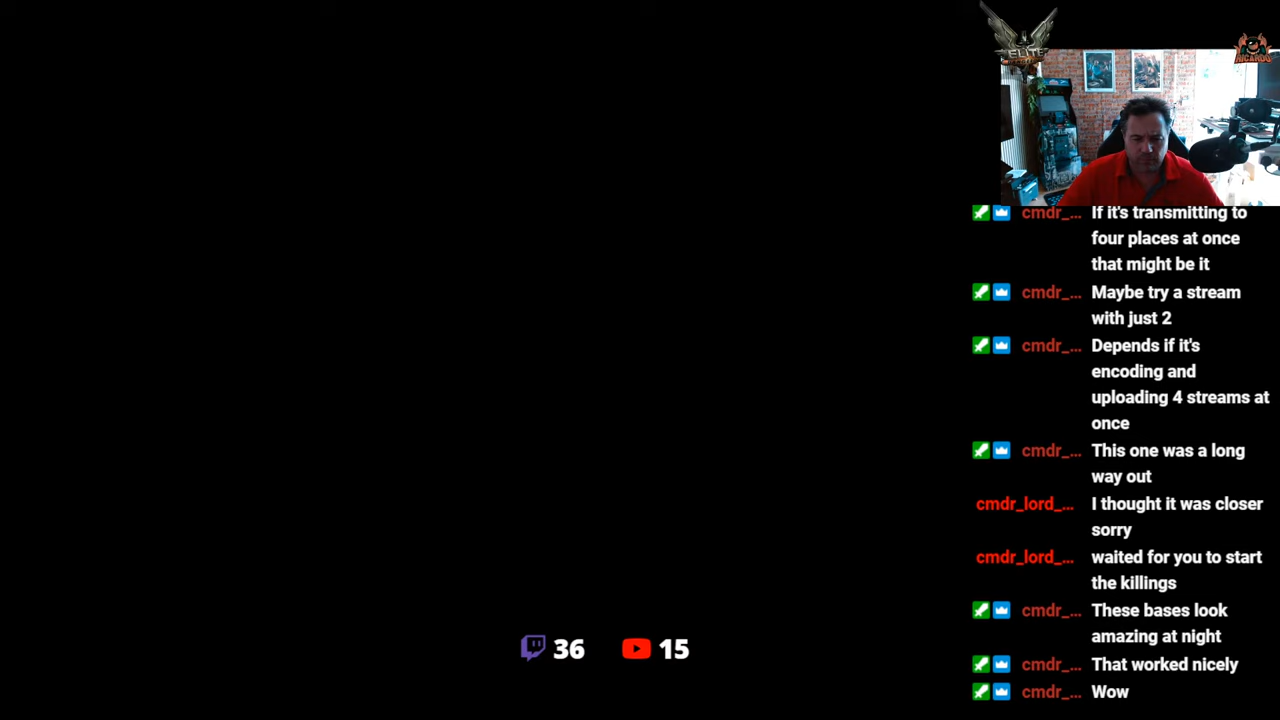 ELITE
RICARDO
cmdr_... If it's transmitting to
four places at once
that might be it
cmdr_... Maybe try a stream
with just 2
cmdr_... Depends if it's
encoding and
uploading 4 streams at
once
cmdr_... This one was a long
way out
cmdr_lord_... I thought it was closer
sorry
cmdr_lord_... waited for you to start
the killings
cmdr_... These bases look
amazing at night
cmdr_... That worked nicely
cmdr_... Wow
36 15